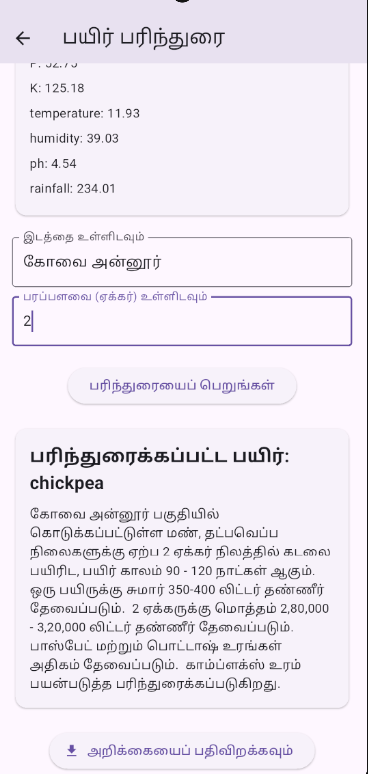 பயிர் பரிந்துரை
P: 52.75
K: 125.18
temperature: 11.93
humidity: 39.03
ph: 4.54
rainfall: 234.01
இடத்தை உள்ளிடவும்
கோவை அன்னூர்
பரப்பளவை (ஏக்கர்) உள்ளிடவும்
2
பரிந்துரையைப் பெறுங்கள்
பரிந்துரைக்கப்பட்ட பயிர்:
chickpea
கோவை அன்னூர் பகுதியில்
கொடுக்கப்பட்டுள்ள மண், தட்பவெப்ப
நிலைகளுக்கு ஏற்ப 2 ஏக்கர் நிலத்தில் கடலை
பயிரிட, பயிர் காலம் 90 - 120 நாட்கள் ஆகும்.
ஒரு பயிருக்கு சுமார் 350-400 லிட்டர் தண்ணீர்
தேவைப்படும். 2 ஏக்கருக்கு மொத்தம் 2,80,000
- 3,20,000 லிட்டர் தண்ணீர் தேவைப்படும்.
பாஸ்பேட் மற்றும் பொட்டாஷ் உரங்கள்
அதிகம் தேவைப்படும். காம்ப்ளக்ஸ் உரம்
பயன்படுத்த பரிந்துரைக்கப்படுகிறது.
அறிக்கையைப் பதிவிறக்கவும்